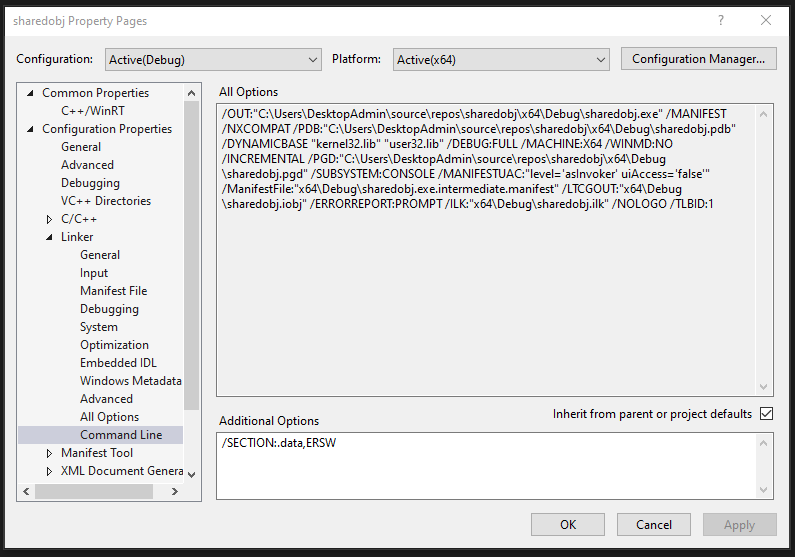 sharedobj Property Pages
Configuration: Active(Debug) Platform: Active(x64) Configuration Manager...
Common Properties
C++/WinRT
Configuration Properties
General
Advanced
Debugging
VC++ Directories
C/C++
Linker
General
Input
Manifest File
Debugging
System
Optimization
Embedded IDL
Windows Metadata
Advanced
All Options
Command Line
Manifest Tool
XML Document Genera
All Options
/OUT:"C:\Users\DesktopAdmin\source\repos\sharedobj\x64\Debug\sharedobj.exe" /MANIFEST
/NXCOMPAT /PDB:"C:\Users\DesktopAdmin\source\repos\sharedobj\x64\Debug\sharedobj.pdb"
/DYNAMICBASE "kernel32.lib" "user32.lib" /DEBUG:FULL /MACHINE:X64 /WINMD:NO
/INCREMENTAL /PGD:"C:\Users\DesktopAdmin\source\repos\sharedobj\x64\Debug
\sharedobj.pgd" /SUBSYSTEM:CONSOLE /MANIFESTUAC:"level='asInvoker' uiAccess='false'"
/ManifestFile:"x64\Debug\sharedobj.exe.intermediate.manifest" /LTCGOUT:"x64\Debug
\sharedobj.iobj" /ERRORREPORT:PROMPT /ILK:"x64\Debug\sharedobj.ilk" /NOLOGO /TLBID:1
Additional Options
Inherit from parent or project defaults
/SECTION:.data,ERSW
OK Cancel Apply